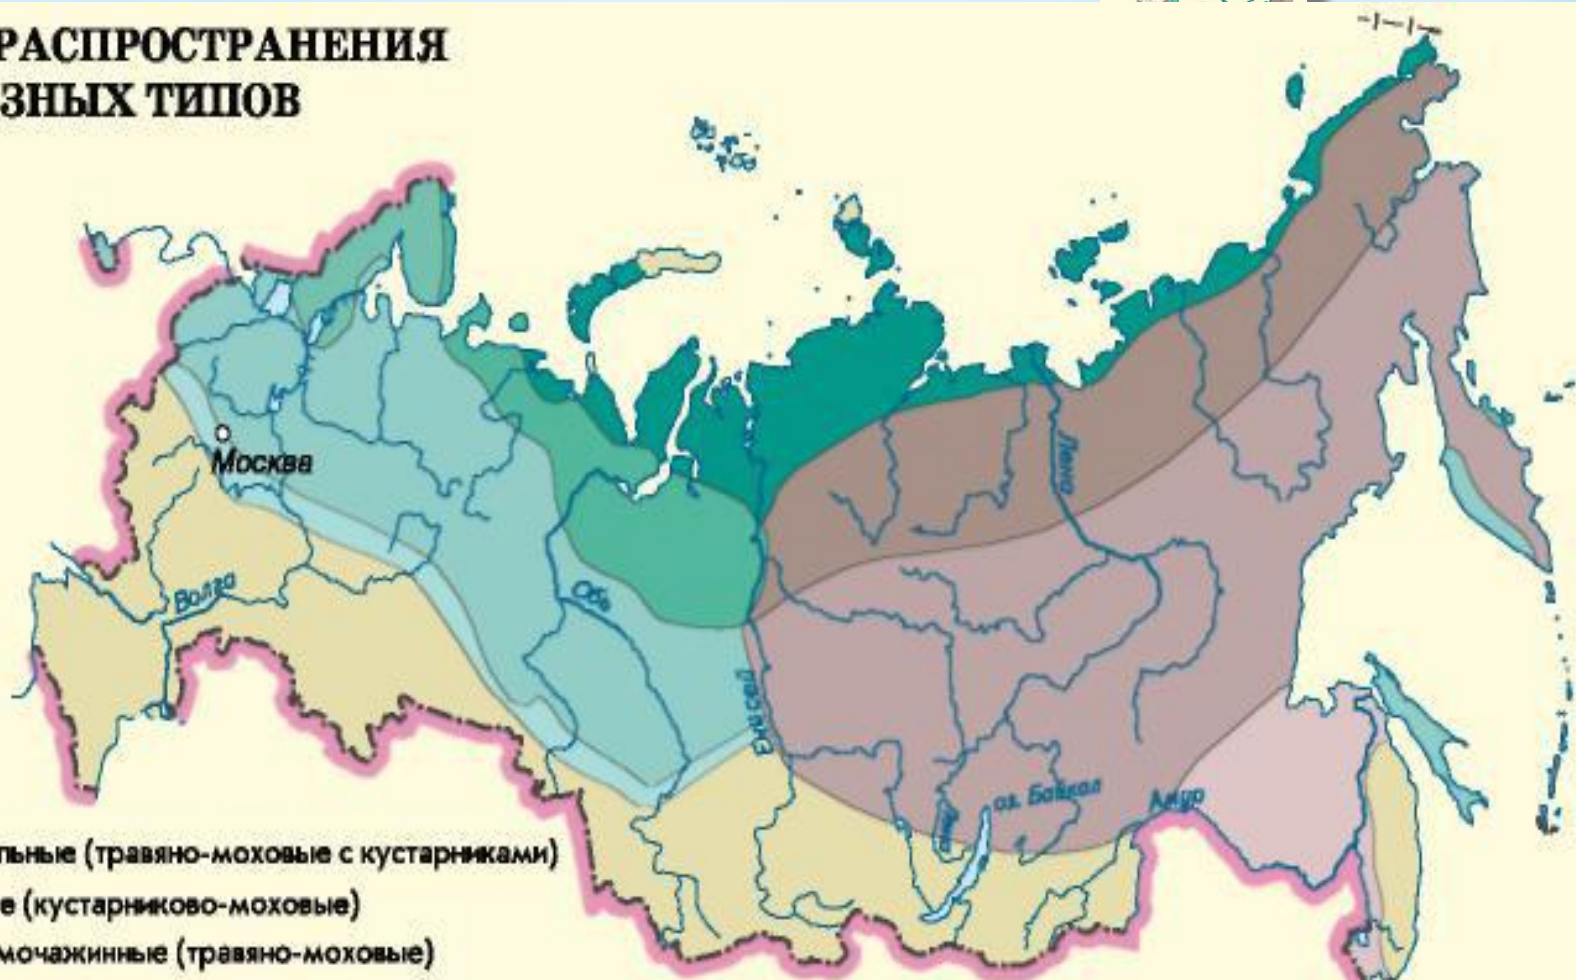 РАСПРОСТРАНЕНИЯ
ЗНЫХ ТИПОВ
Москва
Волга
Обь
Енисей
Лена
Лена
оз. Байкал
Амур
льные (травяно-моховые с кустарниками)
е (кустарниково-моховые)
мочажинные (травяно-моховые)